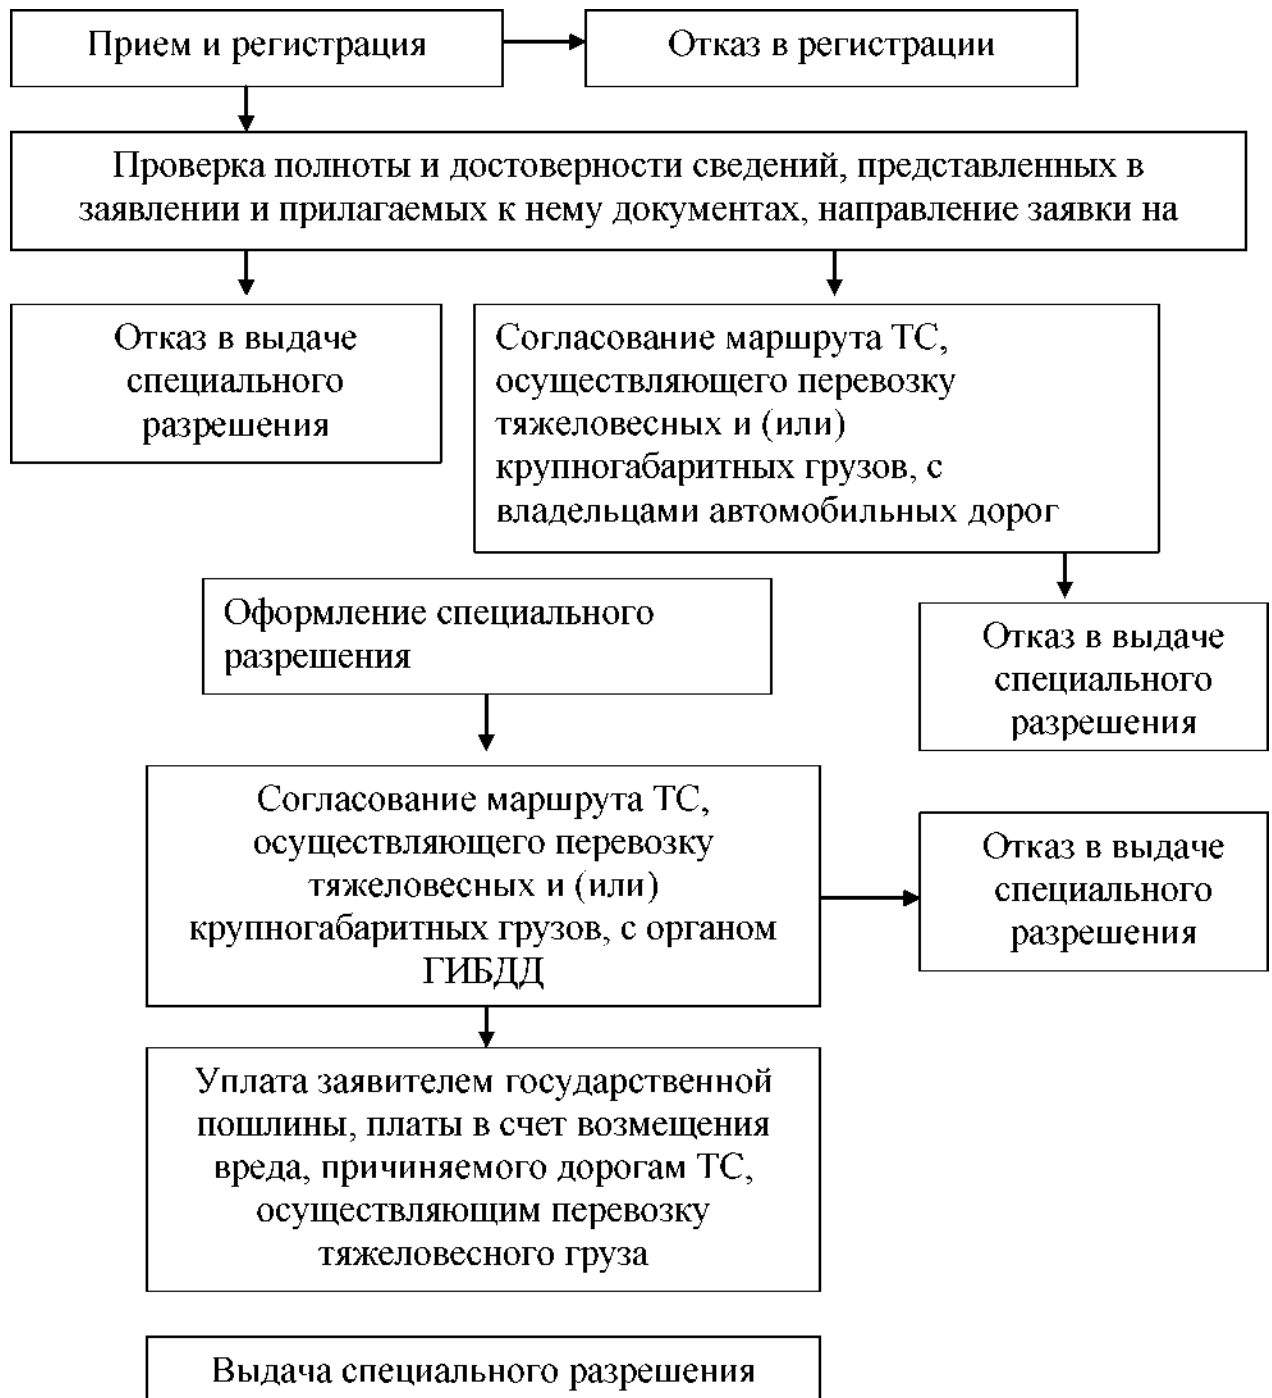 Прием и регистрация
Отказ в регистрации
Проверка полноты и достоверности сведений, представленных в
заявлении и прилагаемых к нему документах, направление заявки на
Отказ в выдаче
специального
разрешения
Согласование маршрута ТС,
осуществляющего перевозку
тяжеловесных и (или)
крупногабаритных грузов, с
владельцами автомобильных дорог
Оформление специального
разрешения
Отказ в выдаче
специального
разрешения
Согласование маршрута ТС,
осуществляющего перевозку
тяжеловесных и (или)
крупногабаритных грузов, с органом
ГИБДД
Отказ в выдаче
специального
разрешения
Уплата заявителем государственной
пошлины, платы в счет возмещения
вреда, причиняемого дорогам ТС,
осуществляющим перевозку
тяжеловесного груза
Выдача специального разрешения